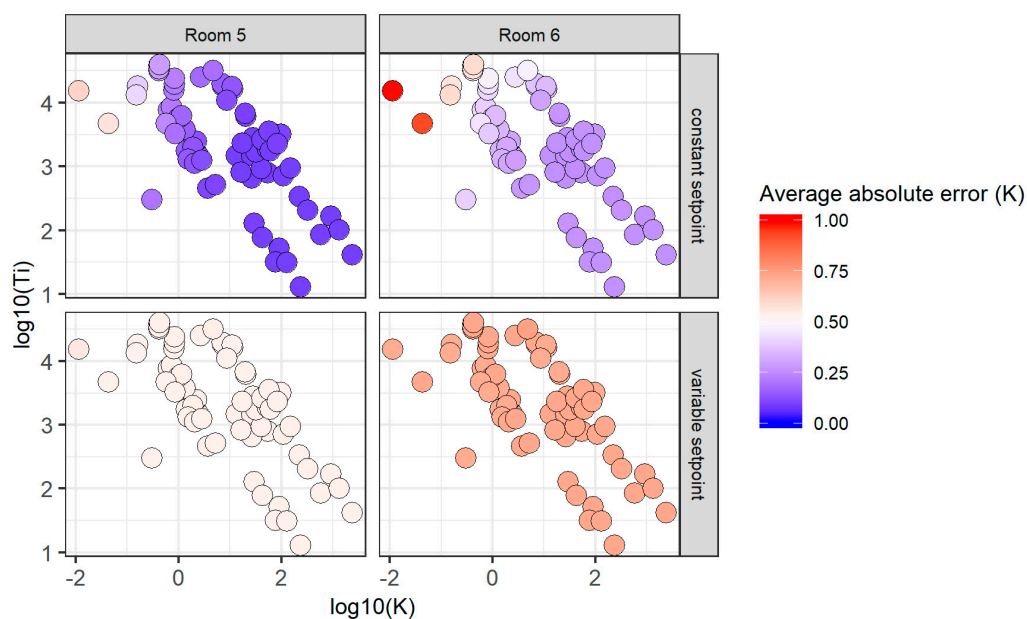 Room 5
Room 6
4
3
2
1
constant setpoint
4
3
2
1
variable setpoint
log10(Ti)
-2
0
2
-2
0
2
log10(K)
Average absolute error (K)
1.00
0.75
0.50
0.25
0.00